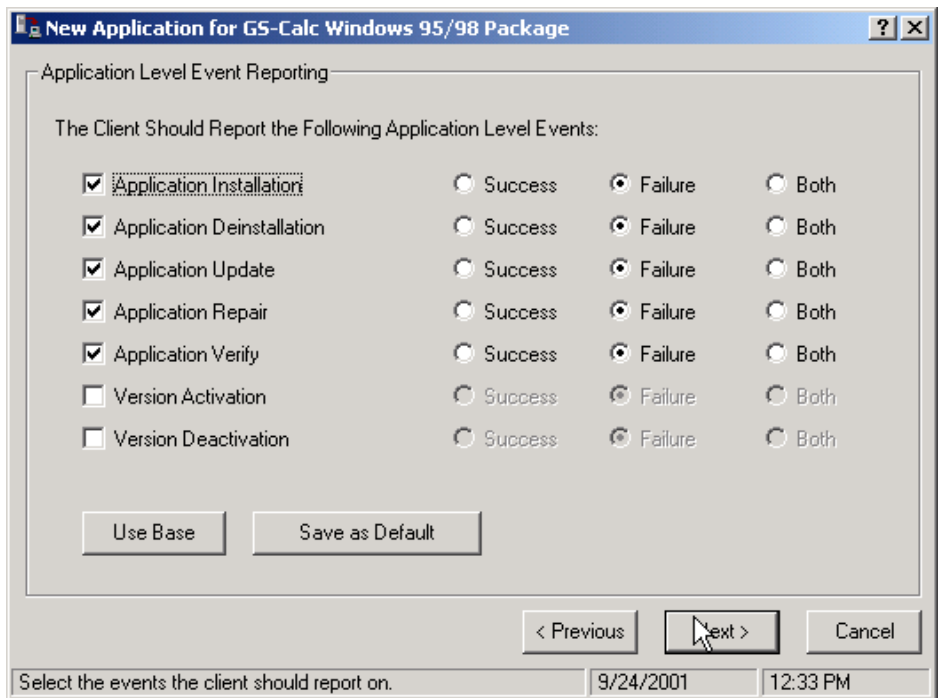 New Application for GS-Calc Windows 95/98 Package
Application Level Event Reporting
The Client Should Report the Following Application Level Events:
Application Installation Success Failure Both
Application Deinstallation Success Failure Both
Application Update Success Failure Both
Application Repair Success Failure Both
Application Verify Success Failure Both
Version Activation Success Failure Both
Version Deactivation Success Failure Both
Use Base Save as Default
< Previous Next > Cancel
Select the events the client should report on. 9/24/2001 12:33 PM